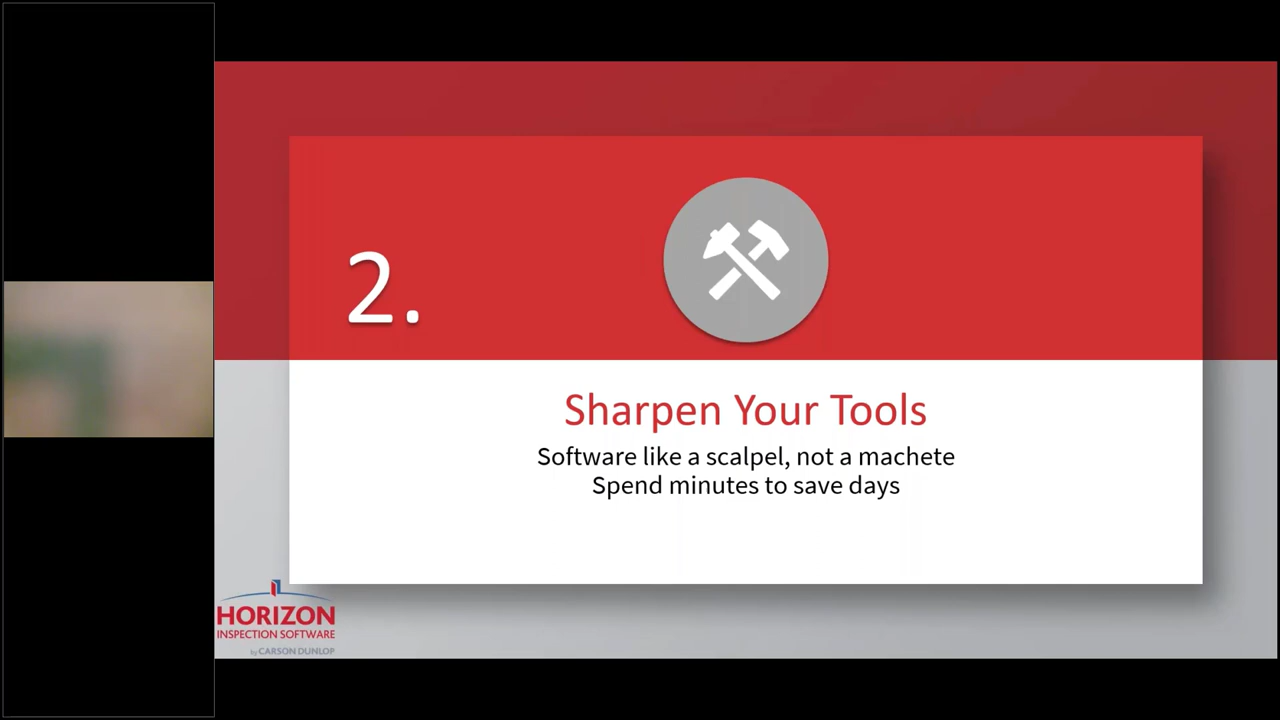 2.
Sharpen Your Tools
Software like a scalpel, not a machete
Spend minutes to save days
HORIZON
INSPECTION SOFTWARE
by CARSON DUNLOP